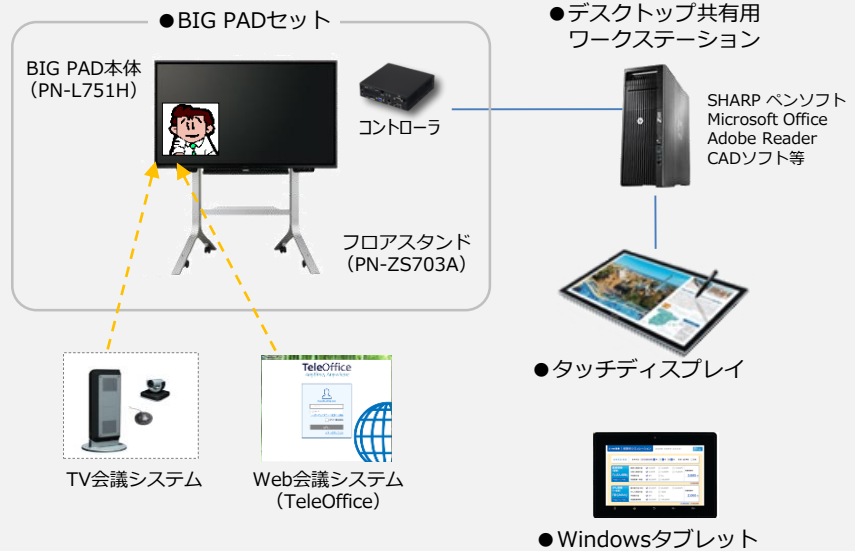 ●BIG PADセット
BIG PAD本体
（PN-L751H）
コントローラ
フロアスタンド
（PN-ZS703A）
●デスクトップ共有用
ワークステーション
SHARP ペンソフト
Microsoft Office
Adobe Reader
CADソフト等
●タッチディスプレイ
TeleOffice
TV会議システム
Web会議システム
（TeleOffice）
●Windowsタブレット